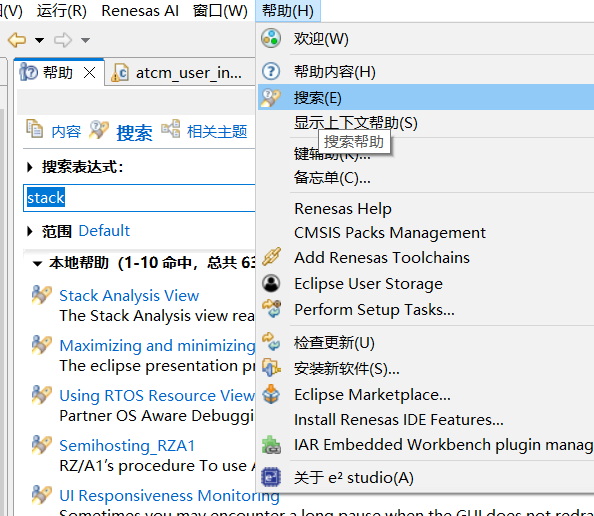 (V) 运行(R) Renesas AI 窗口(W) 帮助(H)
帮助 atcm_user_in...
内容 搜索 相关主题
搜索表达式：
stack
范围 Default
本地帮助（1-10 命中，总共 63
Stack Analysis View
The Stack Analysis view rea
Maximizing and minimizing
The eclipse presentation pr
Using RTOS Resource View
Partner OS Aware Debuggi
Semihosting_RZA1
RZ/A1's procedure To use A
UI Responsiveness Monitoring
欢迎(W)
帮助内容(H)
搜索(E)
显示上下文帮助(S)
搜索帮助
键辅助(K)...
备忘单(C)...
Renesas Help
CMSIS Packs Management
Add Renesas Toolchains
Eclipse User Storage
Perform Setup Tasks...
检查更新(U)
安装新软件(S)...
Eclipse Marketplace...
Install Renesas IDE Features...
IAR Embedded Workbench plugin manag
关于 e² studio(A)
Sometimes you may encounter a long pause when the GUI does not redra